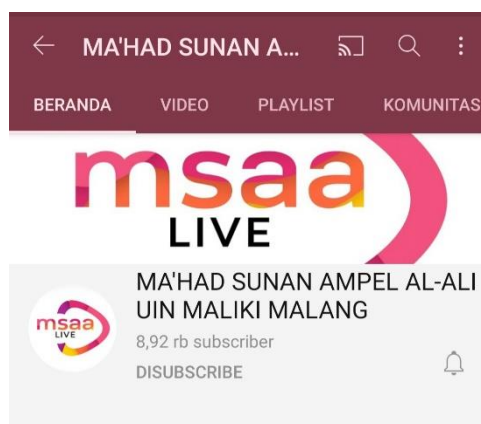 MA'HAD SUNAN A...
BERANDA VIDEO PLAYLIST KOMUNITAS
msaa
LIVE
msaa
LIVE
MA'HAD SUNAN AMPEL AL-ALI
UIN MALIKI MALANG
8,92 rb subscriber
DISUBSCRIBE